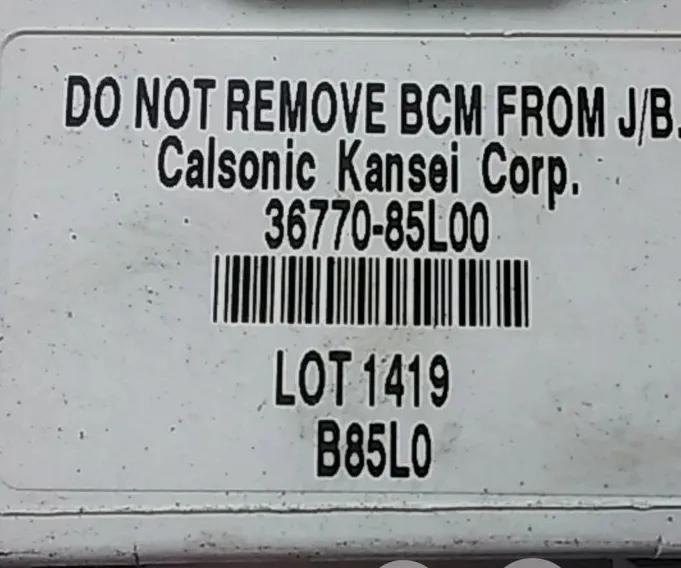 DO NOT REMOVE BCM FROM J/B.
Calsonic Kansei Corp.
36770-85L00
LOT 1419
B85L0